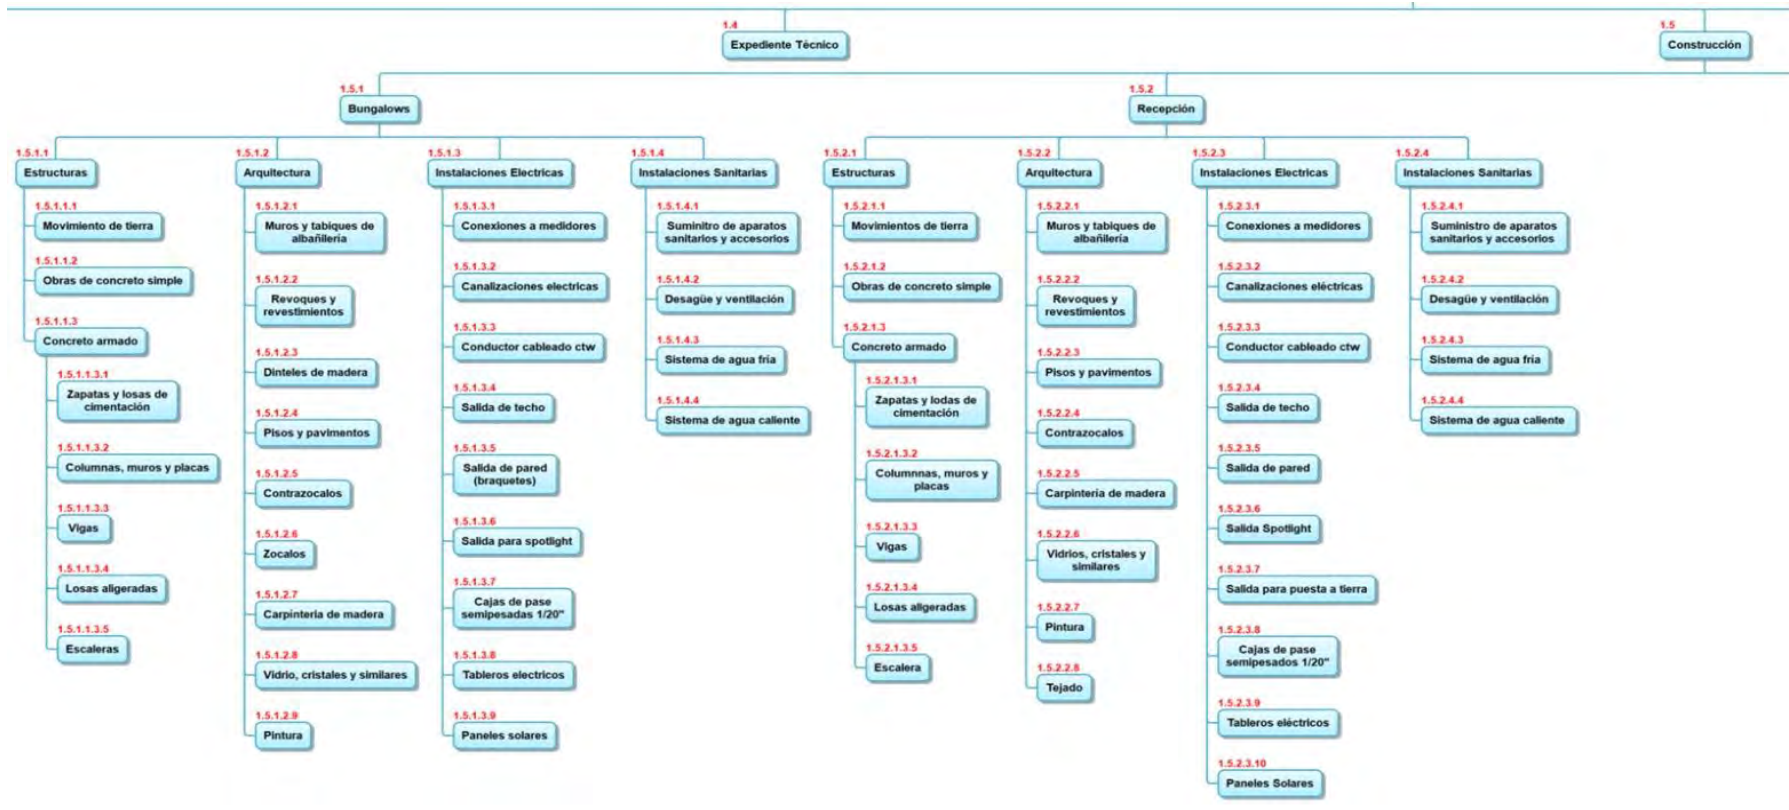 1.4
Expediente Técnico
1.5
Construcción
1.5.1
Bungalows
1.5.1.1
Estructuras
1.5.1.1.1
Movimiento de tierra
1.5.1.1.2
Obras de concreto simple
1.5.1.1.3
Concreto armado
1.5.1.1.3.1
Zapatas y losas de
cimentación
1.5.1.1.3.2
Columnas, muros y placas
1.5.1.1.3.3
Vigas
1.5.1.1.3.4
Losas aligeradas
1.5.1.1.3.5
Escaleras
1.5.1.2
Arquitectura
1.5.1.2.1
Muros y tabiques de
albañilería
1.5.1.2.2
Revoques y
revestimientos
1.5.1.2.3
Dinteles de madera
1.5.1.2.4
Pisos y pavimentos
1.5.1.2.5
Contrazocalos
1.5.1.2.6
Zocalos
1.5.1.2.7
Carpinteria de madera
1.5.1.2.8
Vidrio, cristales y similares
1.5.1.2.9
Pintura
1.5.1.3
Instalaciones Electricas
1.5.1.3.1
Conexiones a medidores
1.5.1.3.2
Canalizaciones electricas
1.5.1.3.3
Conductor cableado ctw
1.5.1.3.4
Salida de techo
1.5.1.3.5
Salida de pared
(braquetes)
1.5.1.3.6
Salida para spotlight
1.5.1.3.7
Cajas de pase
semipesadas 1/20"
1.5.1.3.8
Tableros electricos
1.5.1.3.9
Paneles solares
1.5.1.4
Instalaciones Sanitarias
1.5.1.4.1
Suminitro de aparatos
sanitarios y accesorios
1.5.1.4.2
Desagüe y ventilación
1.5.1.4.3
Sistema de agua fría
1.5.1.4.4
Sistema de agua caliente
1.5.2
Recepción
1.5.2.1
Estructuras
1.5.2.1.1
Movimientos de tierra
1.5.2.1.2
Obras de concreto simple
1.5.2.1.3
Concreto armado
1.5.2.1.3.1
Zapatas y lodas de
cimentación
1.5.2.1.3.2
Columnnas, muros y
placas
1.5.2.1.3.3
Vigas
1.5.2.1.3.4
Losas aligeradas
1.5.2.1.3.5
Escalera
1.5.2.2
Arquitectura
1.5.2.2.1
Muros y tabiques de
albañilería
1.5.2.2.2
Revoques y
revestimientos
1.5.2.2.3
Pisos y pavimentos
1.5.2.2.4
Contrazocalos
1.5.2.2.5
Carpintería de madera
1.5.2.2.6
Vidrios, cristales y
similares
1.5.2.2.7
Pintura
1.5.2.2.8
Tejado
1.5.2.3
Instalaciones Electricas
1.5.2.3.1
Conexiones a medidores
1.5.2.3.2
Canalizaciones eléctricas
1.5.2.3.3
Conductor cableado ctw
1.5.2.3.4
Salida de techo
1.5.2.3.5
Salida de pared
1.5.2.3.6
Salida Spotlight
1.5.2.3.7
Salida para puesta a tierra
1.5.2.3.8
Cajas de pase
semipesados 1/20"
1.5.2.3.9
Tableros eléctricos
1.5.2.3.10
Paneles Solares
1.5.2.4
Instalaciones Sanitarias
1.5.2.4.1
Suministro de aparatos
sanitarios y accesorios
1.5.2.4.2
Desagüe y ventilación
1.5.2.4.3
Sistema de agua fría
1.5.2.4.4
Sistema de agua caliente